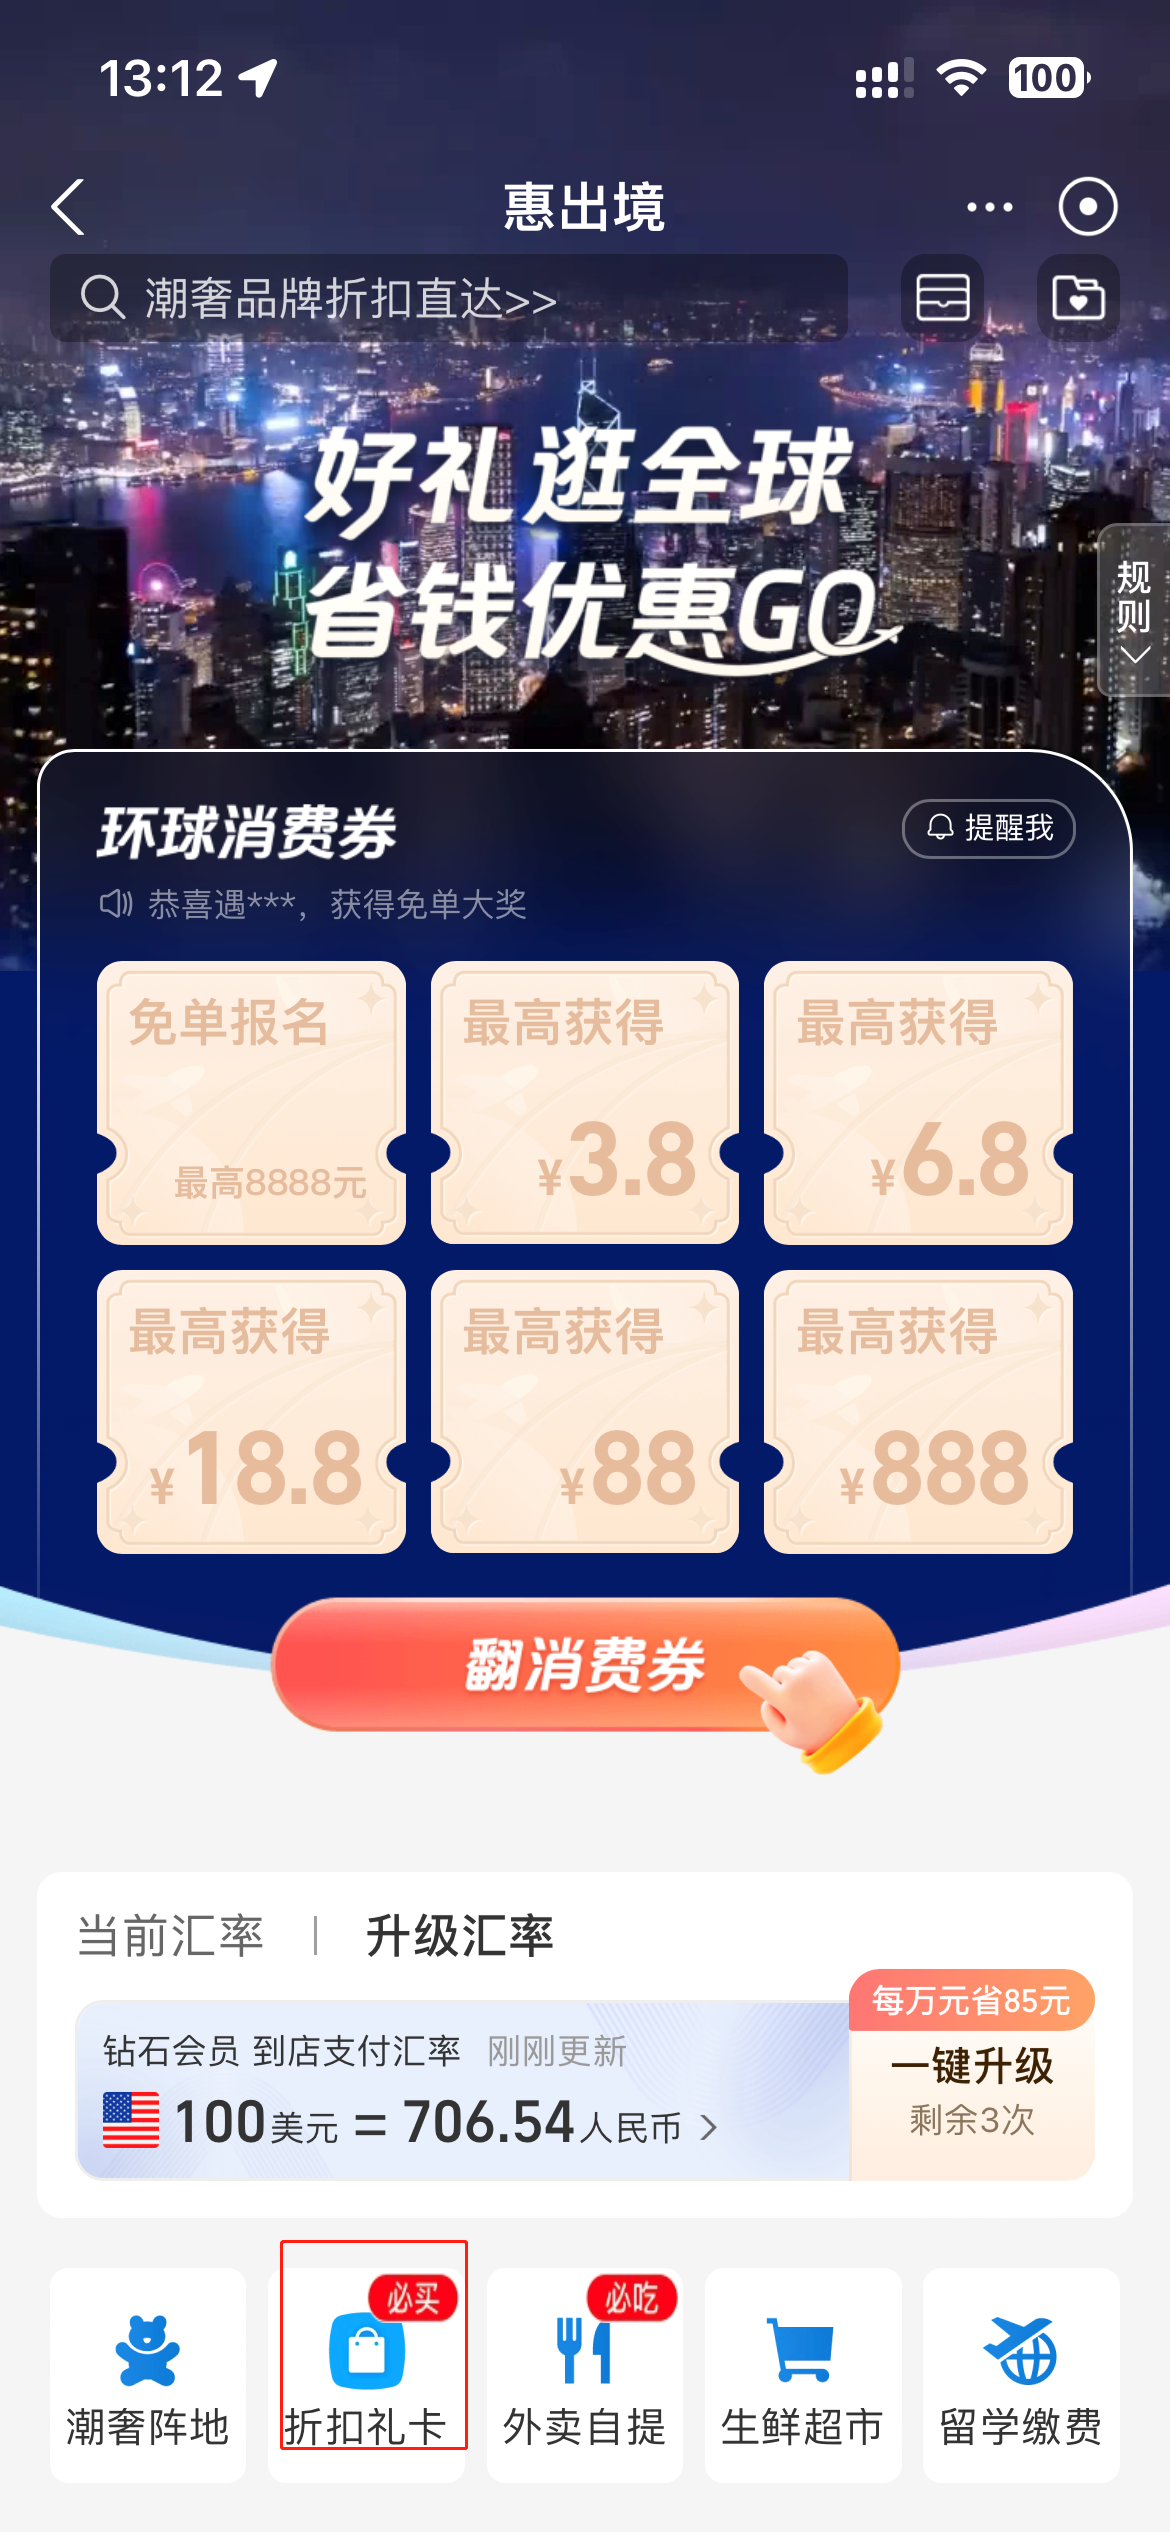 13:12
100
惠出境
潮奢品牌折扣直达>>
好礼逛全球
省钱优惠GO
规则
环球消费券
提醒我
恭喜遇***，获得免单大奖
免单报名
最高8888元
最高获得
¥3.8
最高获得
¥6.8
最高获得
¥18.8
最高获得
¥88
最高获得
¥888
翻消费券
当前汇率
升级汇率
每万元省85元
钻石会员 到店支付汇率 刚刚更新
100美元 = 706.54人民币
一键升级
剩余3次
潮奢阵地
必买
折扣礼卡
必吃
外卖自提
生鲜超市
留学缴费